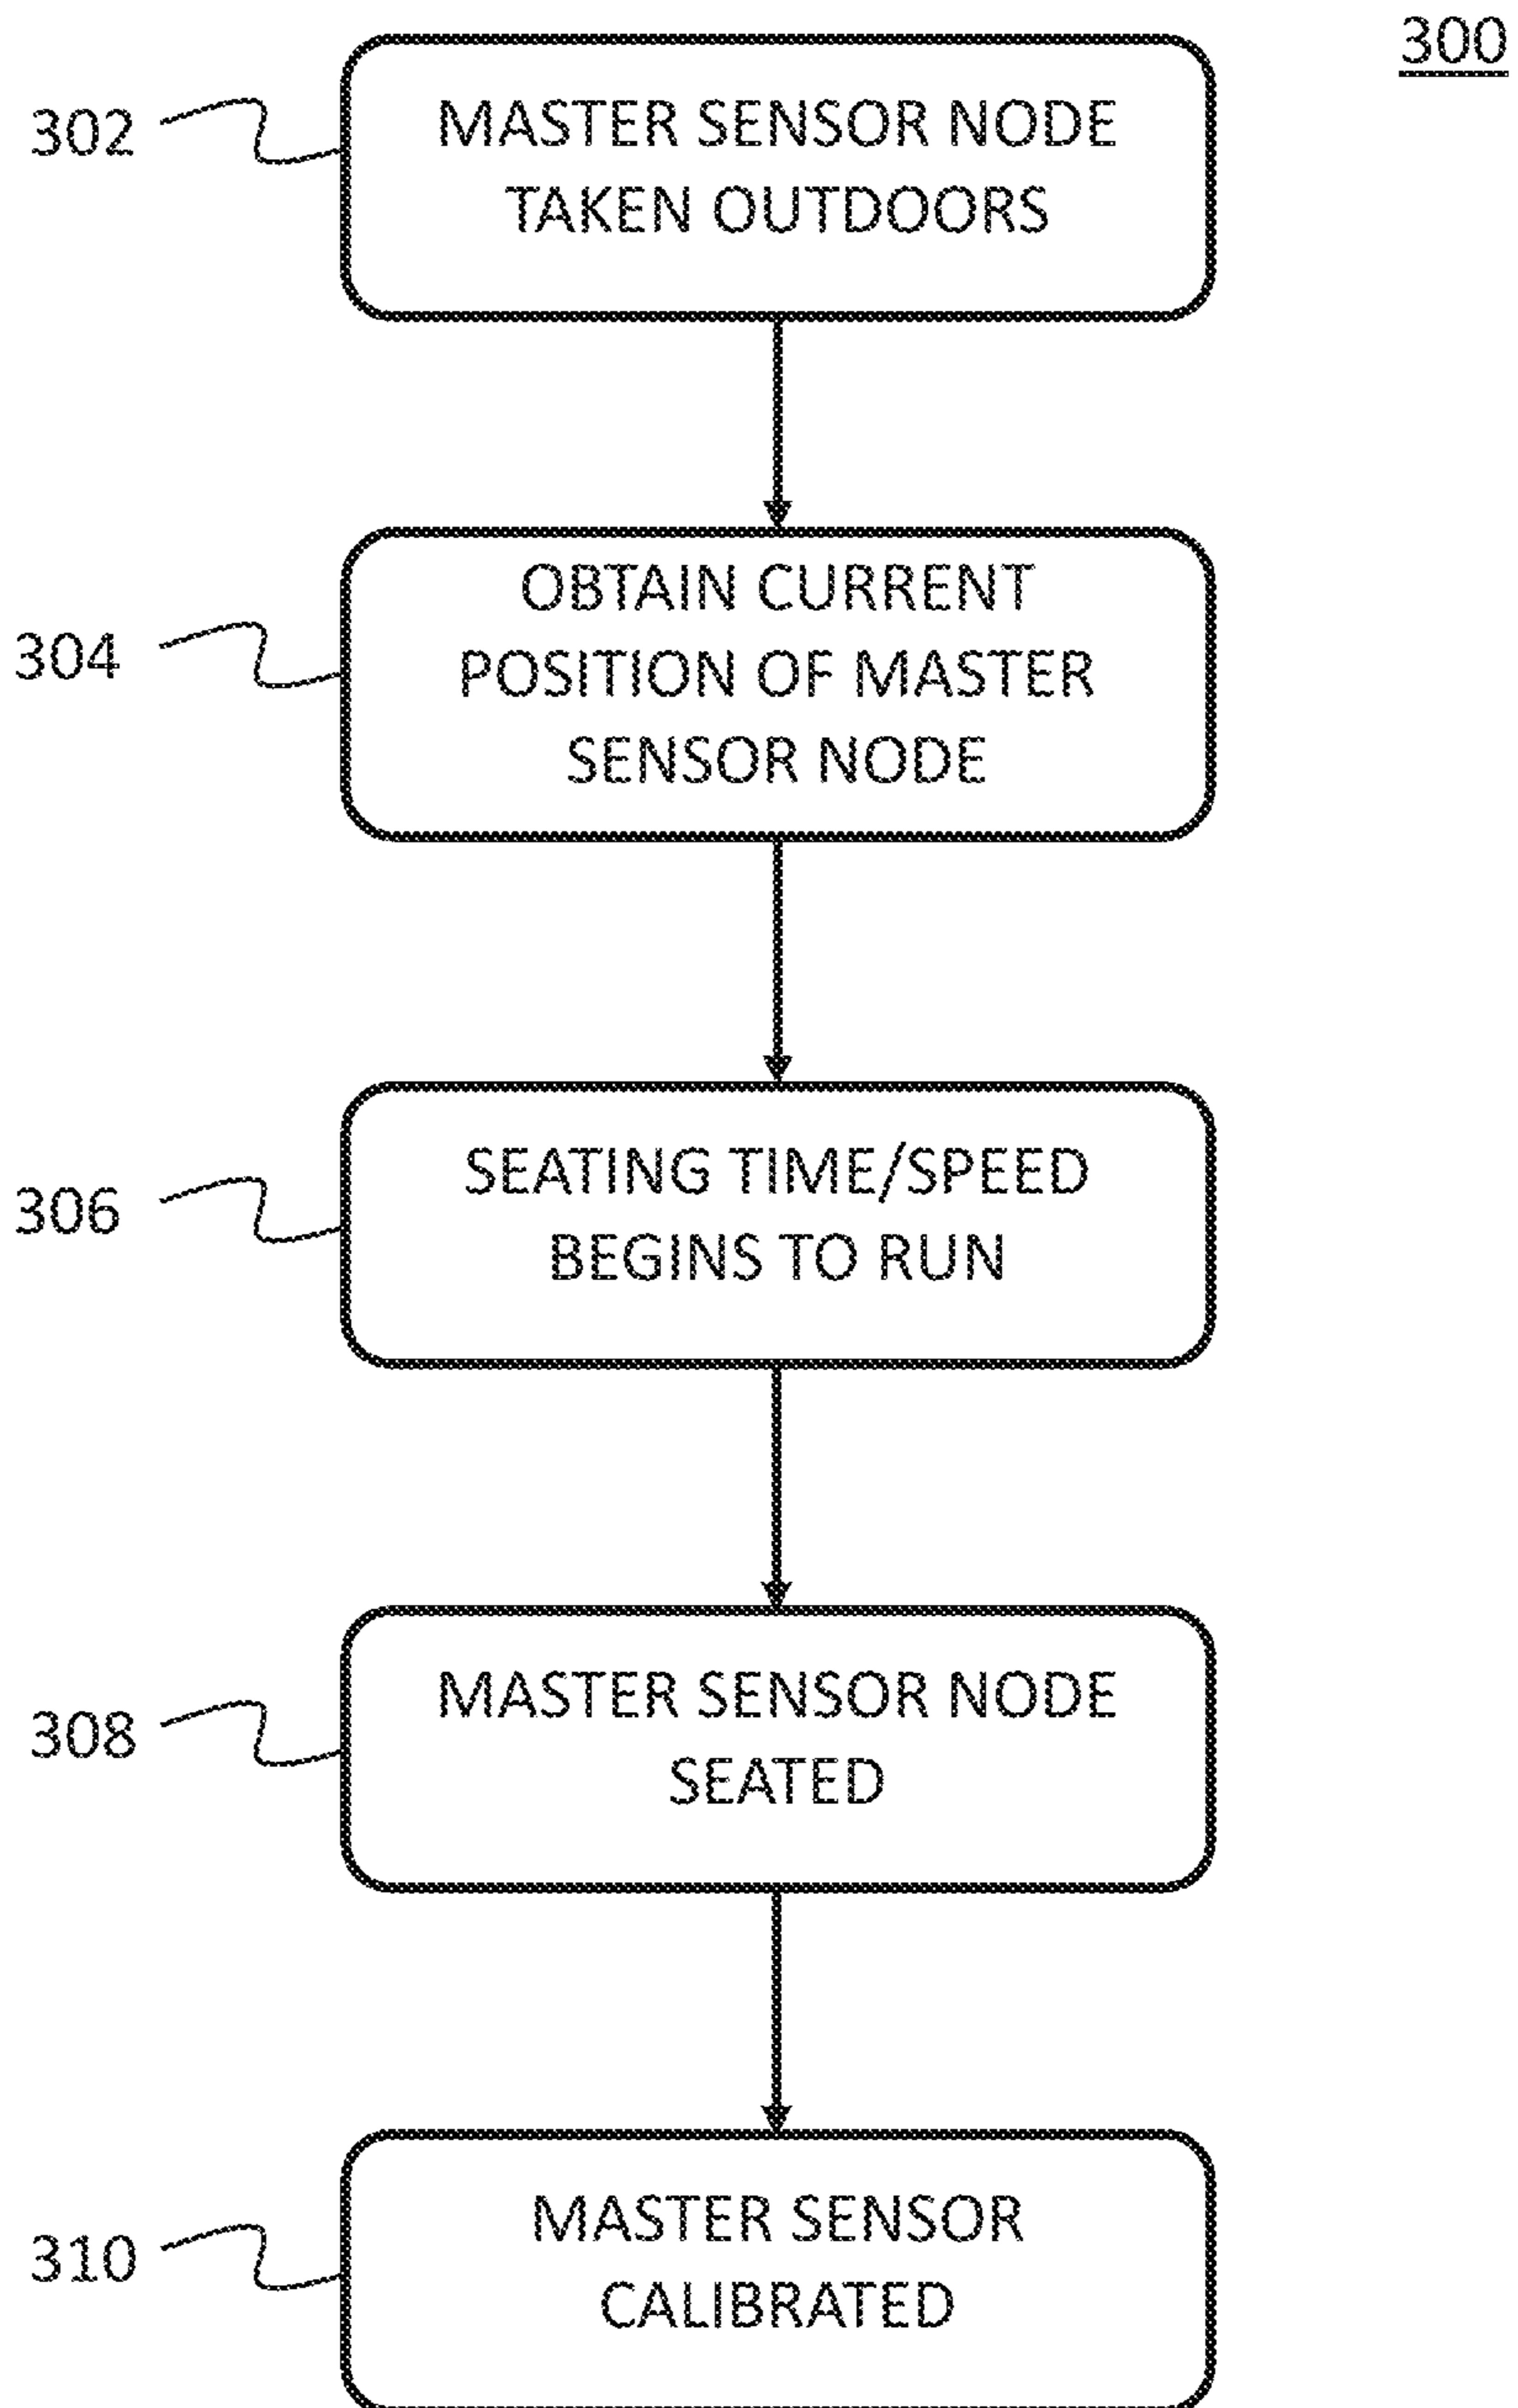 300
302
MASTER SENSOR NODE
TAKEN OUTDOORS
304
OBTAIN CURRENT
POSITION OF MASTER
SENSOR NODE
306
SEATING TIME/SPEED
BEGINS TO RUN
308
MASTER SENSOR NODE
SEATED
310
MASTER SENSOR
CALIBRATED